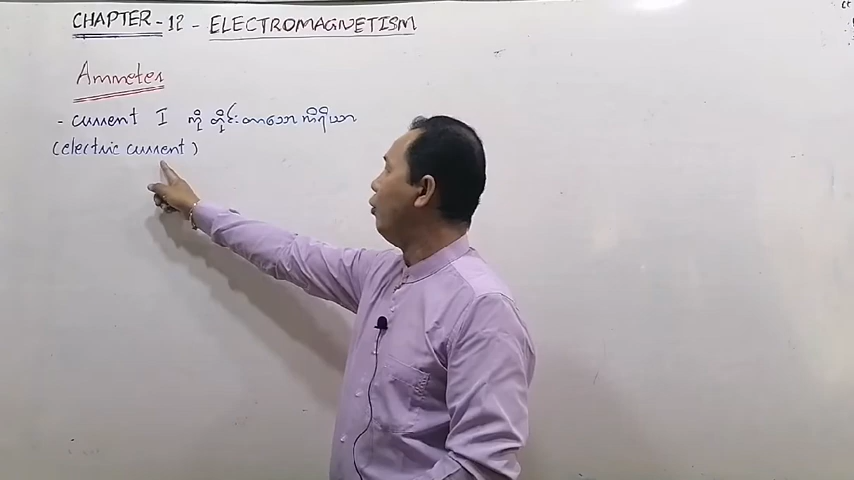 CHAPTER - 12 - ELECTROMAGNETISM
Ammeter
- current I ကို တိုင်းတာသော ကိရိယာ
(electric current)